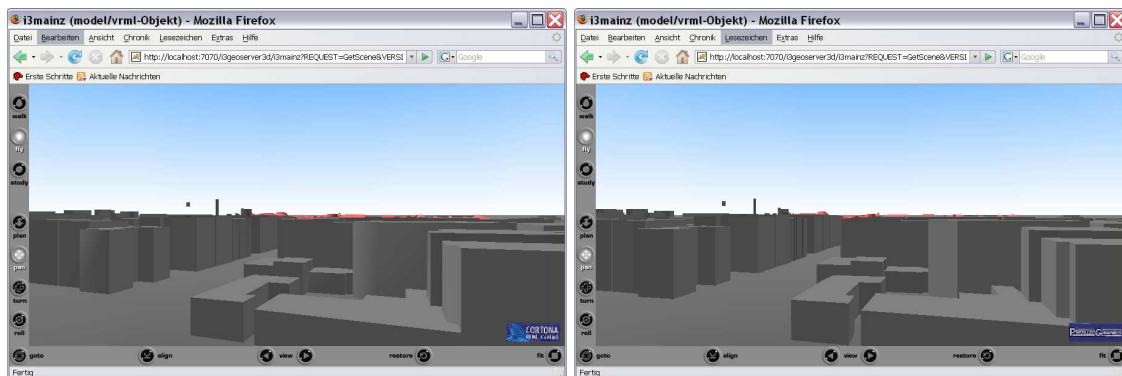 i3mainz (model/vrml-Objekt) - Mozilla Firefox
Datei Bearbeiten Ansicht Chronik Lesezeichen Extras Hilfe
http://localhost:7070/i3geoserver3d/i3mainz?REQUEST=GetScene&VERSI
Google
Erste Schritte Aktuelle Nachrichten
walk
fly
study
plan
pan
turn
roll
CORTONA
VRML CLIENT
goto align view restore fit
Fertig
i3mainz (model/vrml-Objekt) - Mozilla Firefox
Datei Bearbeiten Ansicht Chronik Lesezeichen Extras Hilfe
http://localhost:7070/i3geoserver3d/i3mainz?REQUEST=GetScene&VERSI
Google
Erste Schritte Aktuelle Nachrichten
walk
fly
study
plan
pan
turn
roll
ParallelGraphics
goto align view restore fit
Fertig